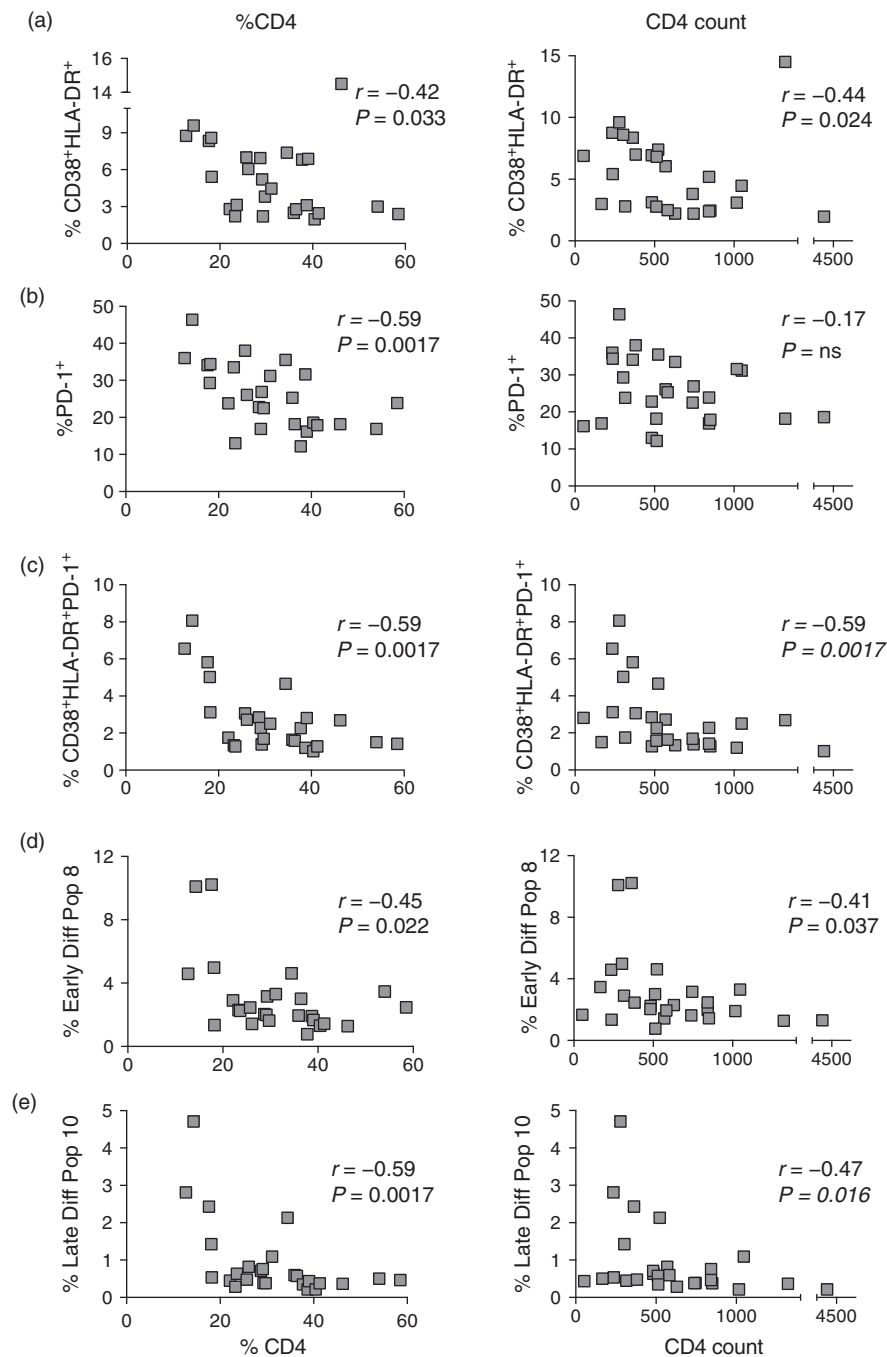 (a)
%CD4
CD4 count
% CD38+HLA-DR+
16
14
9
6
3
0
0 20 40 60
r = −0.42
P = 0.033
% CD38+HLA-DR+
15
10
5
0
0 500 1000 4500
r = −0.44
P = 0.024
(b)
%PD-1+
50
40
30
20
10
0
0 20 40 60
r = −0.59
P = 0.0017
%PD-1+
50
40
30
20
10
0
0 500 1000 4500
r = −0.17
P = ns
(c)
% CD38+HLA-DR+PD-1+
10
8
6
4
2
0
0 20 40 60
r = −0.59
P = 0.0017
% CD38+HLA-DR+PD-1+
10
8
6
4
2
0
0 500 1000 4500
r = −0.59
P = 0.0017
(d)
% Early Diff Pop 8
12
8
4
0
0 20 40 60
r = −0.45
P = 0.022
% Early Diff Pop 8
12
8
4
0
0 500 1000 4500
r = −0.41
P = 0.037
(e)
% Late Diff Pop 10
5
4
3
2
1
0
0 20 40 60
r = −0.59
P = 0.0017
% CD4
% Late Diff Pop 10
5
4
3
2
1
0
0 500 1000 4500
r = −0.47
P = 0.016
CD4 count